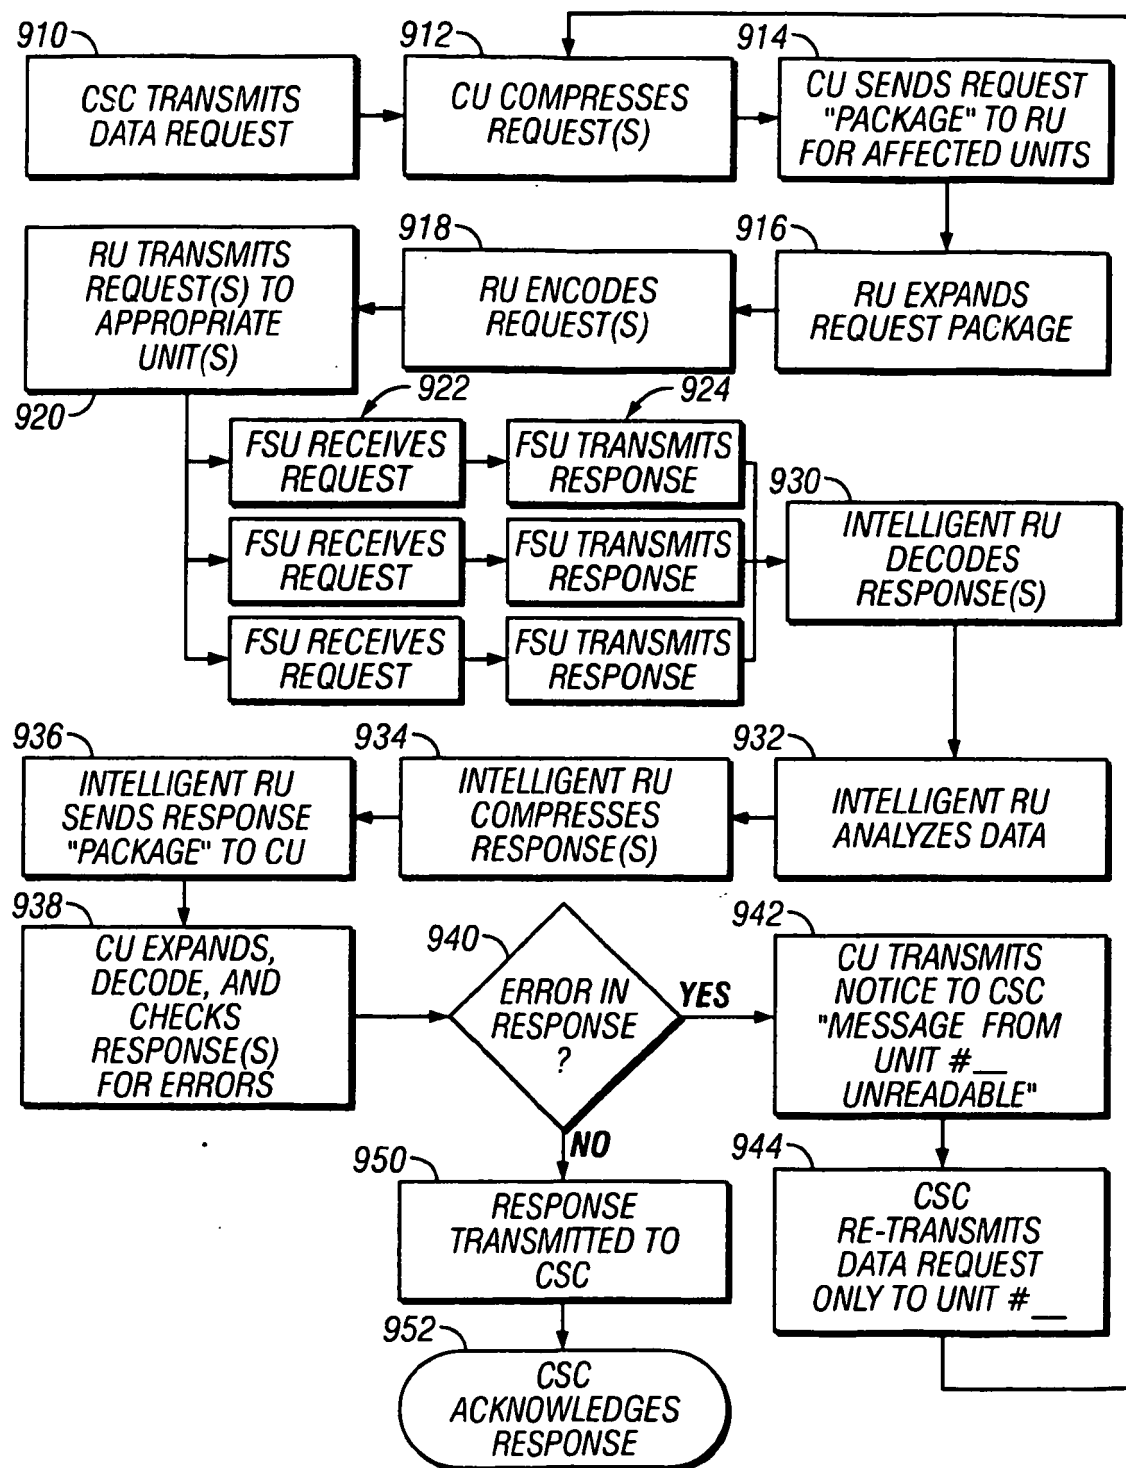 910
CSC TRANSMITS
DATA REQUEST
912
CU COMPRESSES
REQUEST(S)
914
CU SENDS REQUEST
"PACKAGE" TO RU
FOR AFFECTED UNITS
916
RU EXPANDS
REQUEST PACKAGE
918
RU ENCODES
REQUEST(S)
RU TRANSMITS
REQUEST(S) TO
APPROPRIATE
UNIT(S)
920
922
FSU RECEIVES
REQUEST
924
FSU TRANSMITS
RESPONSE
FSU RECEIVES
REQUEST
FSU TRANSMITS
RESPONSE
FSU RECEIVES
REQUEST
FSU TRANSMITS
RESPONSE
930
INTELLIGENT RU
DECODES
RESPONSE(S)
932
INTELLIGENT RU
ANALYZES DATA
934
INTELLIGENT RU
COMPRESSES
RESPONSE(S)
936
INTELLIGENT RU
SENDS RESPONSE
"PACKAGE" TO CU
938
CU EXPANDS,
DECODE, AND
CHECKS
RESPONSE(S)
FOR ERRORS
940
ERROR IN
RESPONSE
?
YES
942
CU TRANSMITS
NOTICE TO CSC
"MESSAGE FROM
UNIT #__
UNREADABLE"
944
CSC
RE-TRANSMITS
DATA REQUEST
ONLY TO UNIT #__
NO
950
RESPONSE
TRANSMITTED TO
CSC
952
CSC
ACKNOWLEDGES
RESPONSE